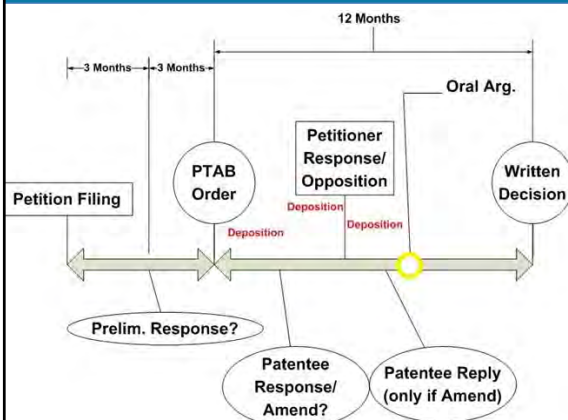 12 Months
3 Months
3 Months
Oral Arg.
Petitioner
Response/
Opposition
PTAB
Order
Written
Decision
Petition Filing
Deposition
Deposition
Deposition
Prelim. Response?
Patentee
Response/
Amend?
Patentee Reply
(only if Amend)